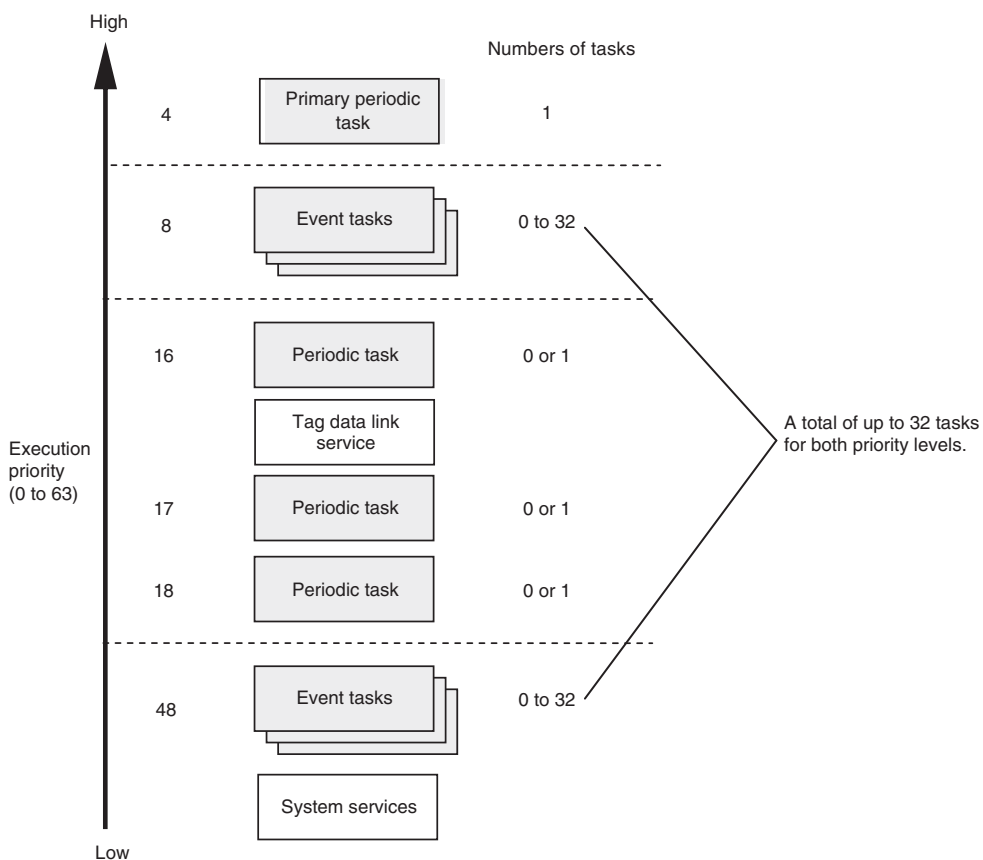 High
Numbers of tasks
4
Primary periodic
task
1
8
Event tasks
0 to 32
16
Periodic task
0 or 1
Tag data link
service
A total of up to 32 tasks
for both priority levels.
Execution
priority
(0 to 63)
17
Periodic task
0 or 1
18
Periodic task
0 or 1
48
Event tasks
0 to 32
System services
Low